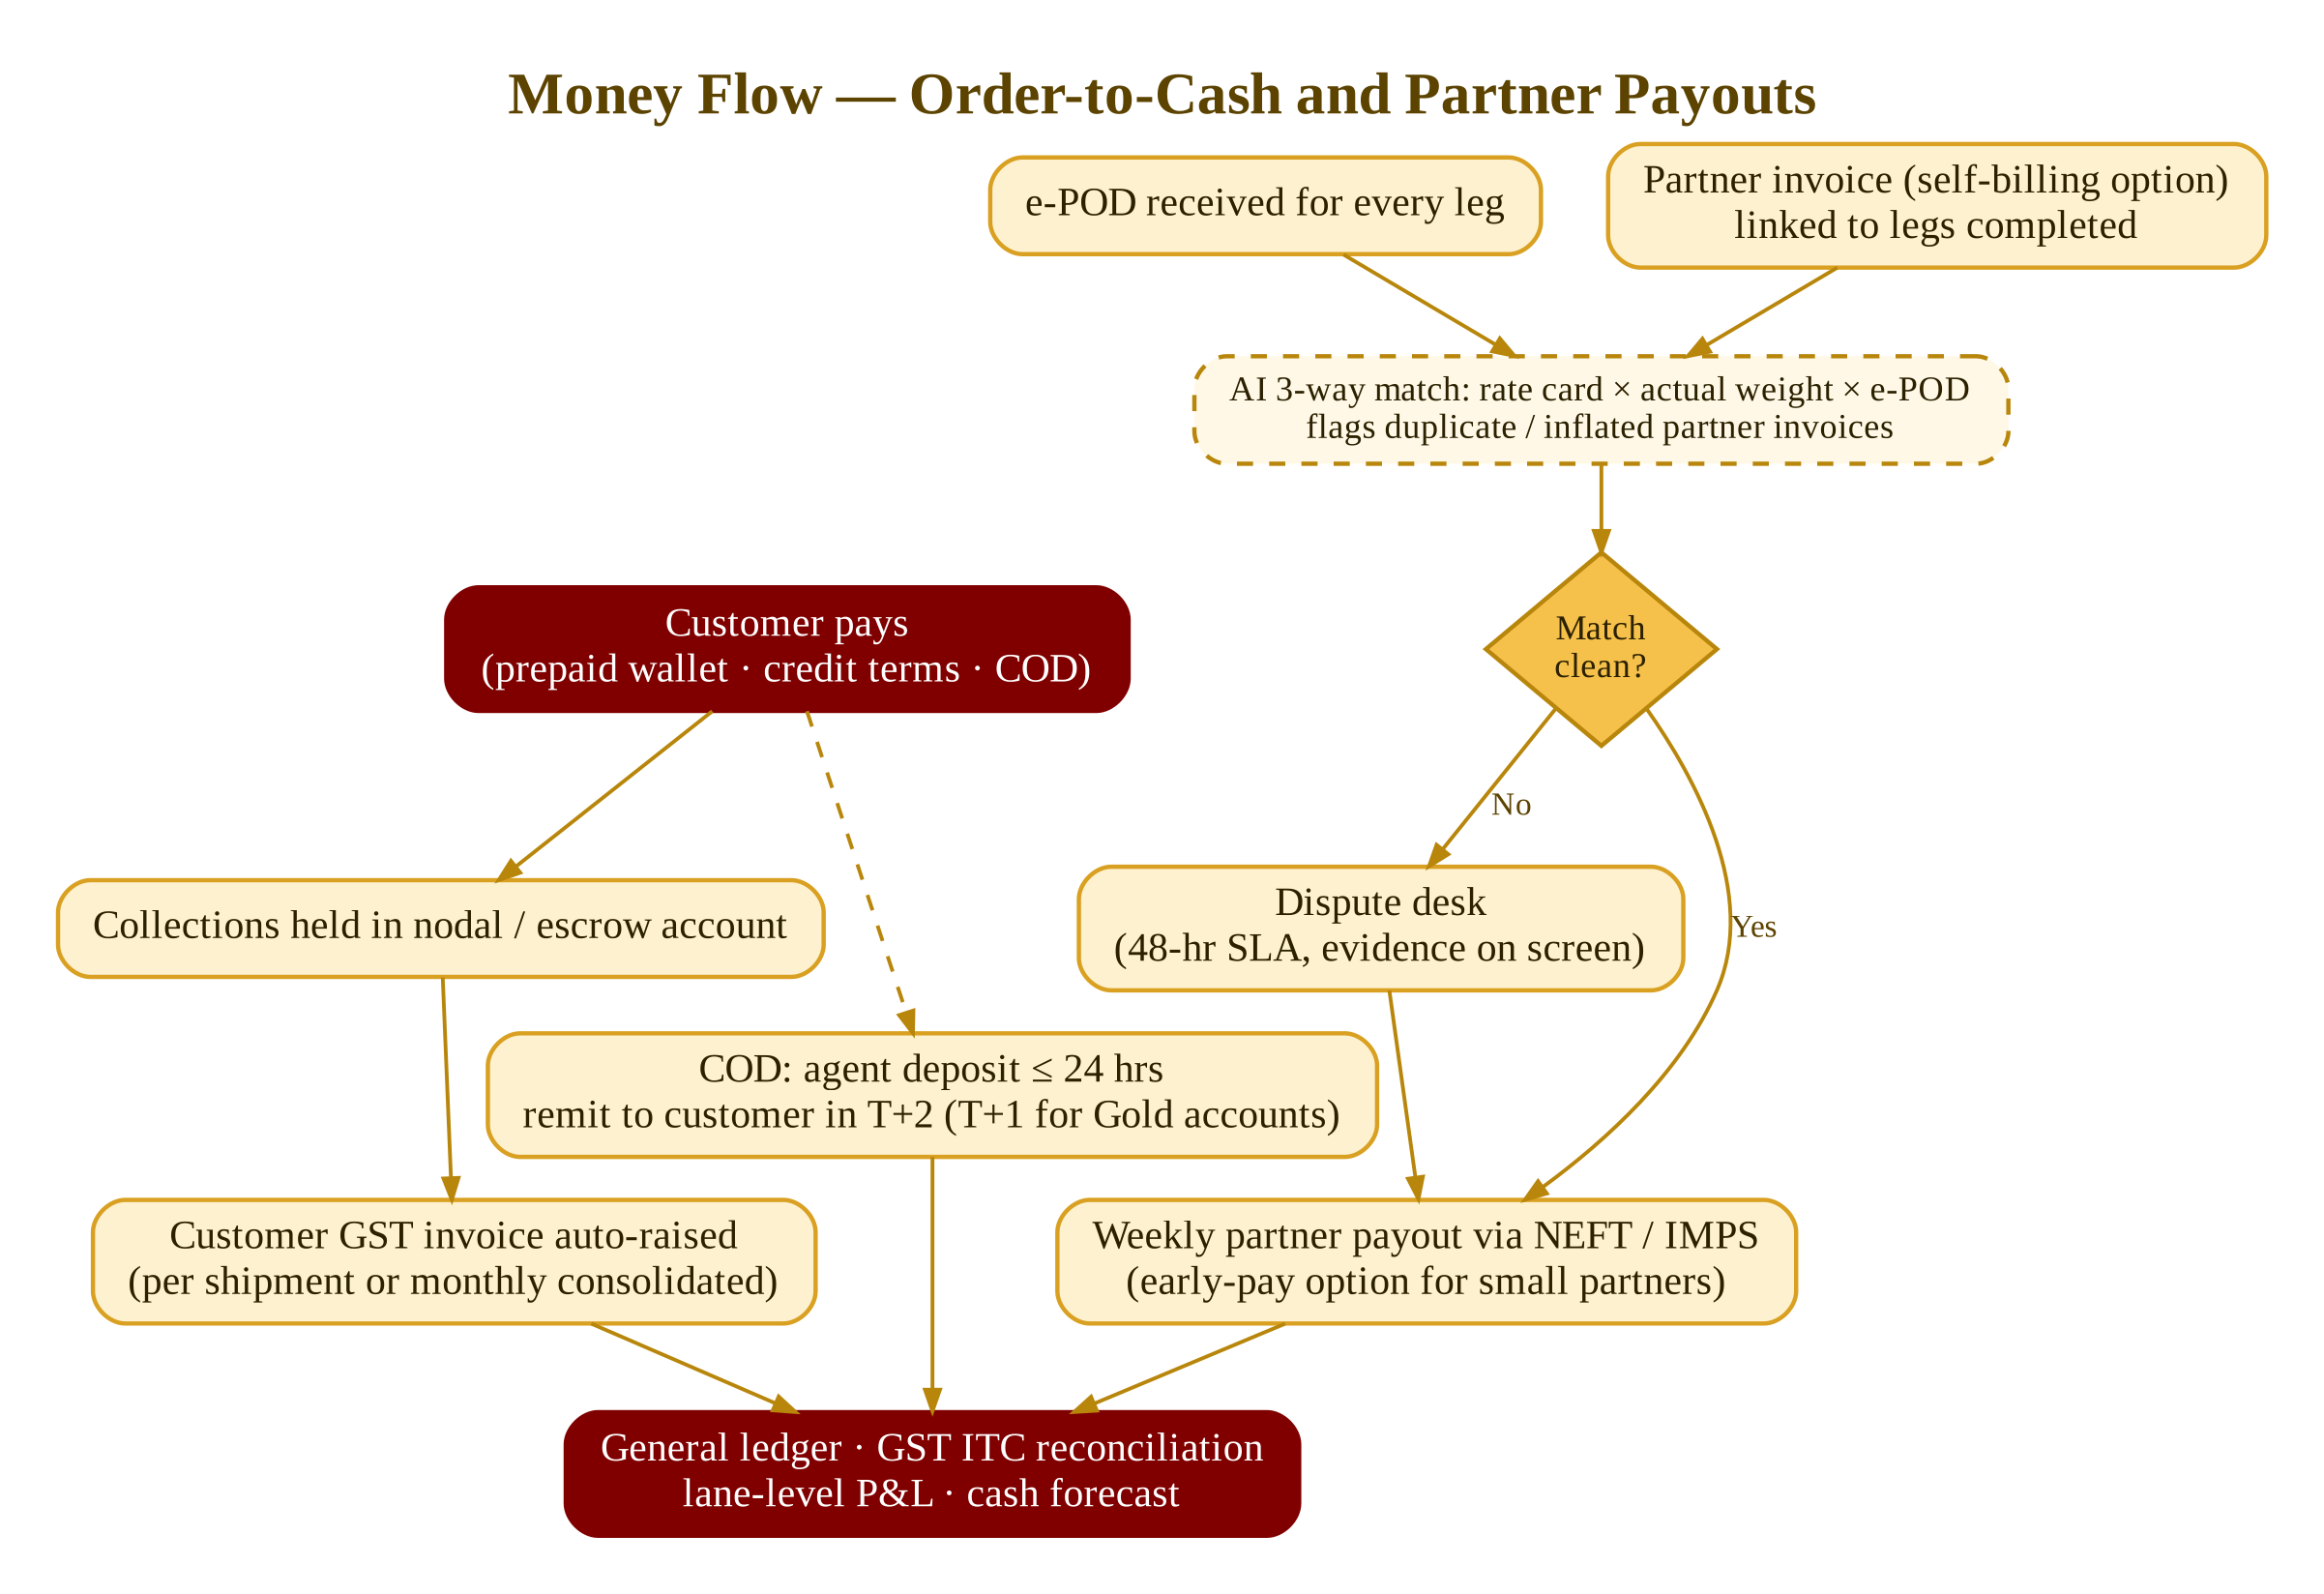 Money Flow — Order-to-Cash and Partner Payouts
e-POD received for every leg
Partner invoice (self-billing option)
linked to legs completed
AI 3-way match: rate card × actual weight × e-POD
flags duplicate / inflated partner invoices
Customer pays
(prepaid wallet · credit terms · COD)
Match
clean?
No
Yes
Collections held in nodal / escrow account
Dispute desk
(48-hr SLA, evidence on screen)
COD: agent deposit ≤ 24 hrs
remit to customer in T+2 (T+1 for Gold accounts)
Customer GST invoice auto-raised
(per shipment or monthly consolidated)
Weekly partner payout via NEFT / IMPS
(early-pay option for small partners)
General ledger · GST ITC reconciliation
lane-level P&L · cash forecast